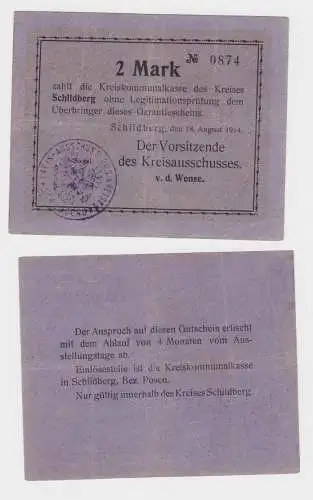 № 0874
2 Mark
zahlt die Kreiskommunalkasse des Kreises
Schildberg ohne Legitimationsprüfung dem
Überbringer dieses Garantiescheins.
Schildberg, den 18. August 1914.
Der Vorsitzende
des Kreisausschusses.
v. d. Wense.
Der Anspruch auf diesen Gutschein erlischt
mit dem Ablauf von 4 Monaten vom Aus-
stellungstage ab.
Einlösestelle ist die Kreiskommunalkasse
in Schildberg, Bez. Posen.
Nur gültig innerhalb des Kreises Schildberg.